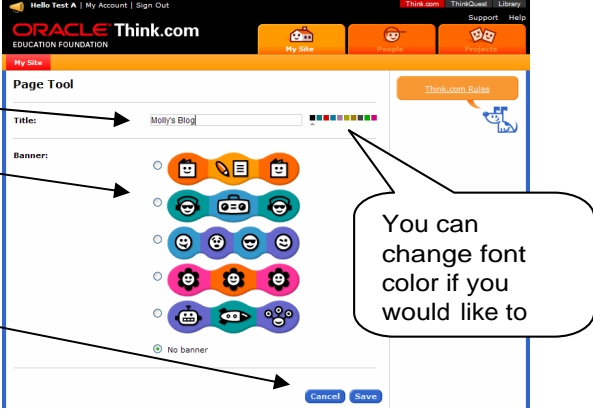 Hello Test A | My Account | Sign Out
Think.com ThinkQuest Library
Support Help
ORACLE Think.com
EDUCATION FOUNDATION
My Site People Projects
My Site
Page Tool
Think.com Rules
Title: Molly's Blog
Banner:
You can
change font
color if you
would like to
No banner
Cancel Save